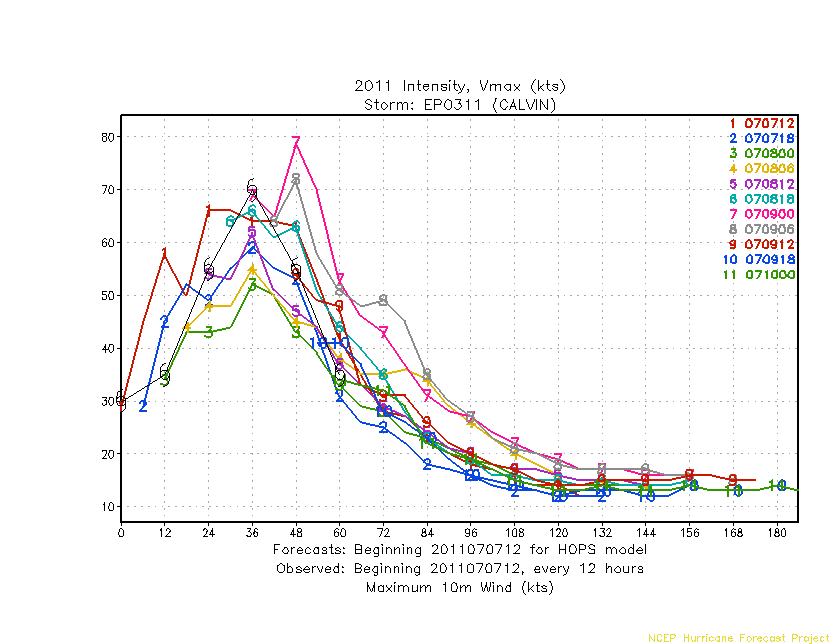 2011 Intensity, Vmax (kts)
Storm: EP0311 (CALVIN)
1 070712
2 070718
3 070800
4 070806
5 070812
6 070818
7 070900
8 070906
9 070912
10 070918
11 071000
80
70
60
50
40
30
20
10
0 12 24 36 48 60 72 84 96 108 120 132 144 156 168 180
Forecasts: Beginning 2011070712 for HOPS model
Observed: Beginning 2011070712, every 12 hours
Maximum 10m Wind (kts)
NCEP Hurricane Forecast Project